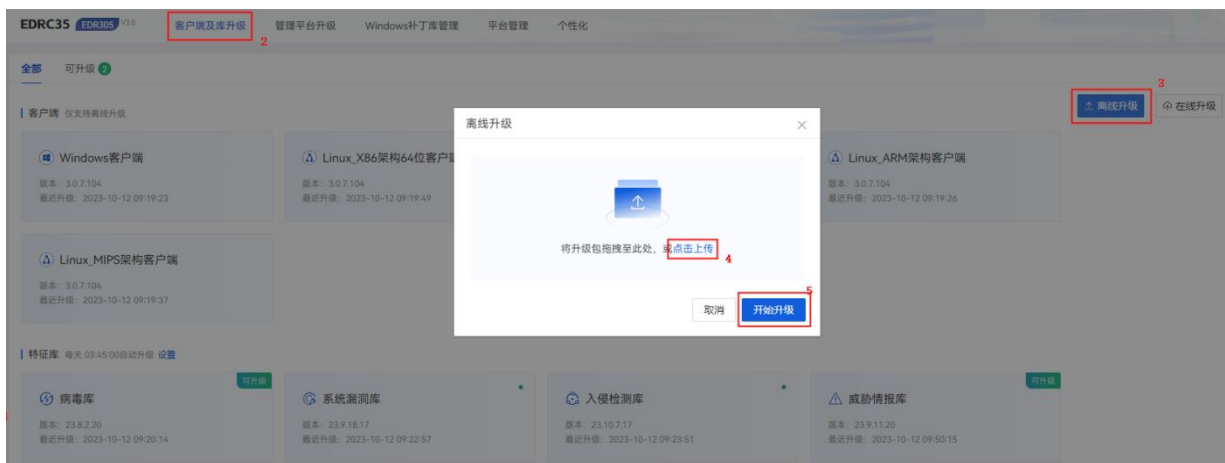 EDRC35 EDR305 V3.0 客户端及库升级 管理平台升级 Windows补丁库管理 平台管理 个性化
2
全部 可升级 2
3
客户端 仅支持离线升级
离线升级 在线升级
离线升级
Windows客户端
版本: 3.0.7.104
最近升级: 2023-10-12 09:19:23
Linux_X86架构64位客户端
版本: 3.0.7.104
最近升级: 2023-10-12 09:19:49
Linux_ARM架构客户端
版本: 3.0.7.104
最近升级: 2023-10-12 09:19:26
将升级包拖拽至此处, 或点击上传
4
5
取消 开始升级
Linux_MIPS架构客户端
版本: 3.0.7.104
最近升级: 2023-10-12 09:19:37
特征库 每天 03:45:00自动升级 设置
可升级
病毒库
版本: 23.8.2.20
最近升级: 2023-10-12 09:20:14
系统漏洞库
版本: 23.9.18.17
最近升级: 2023-10-12 09:22:57
入侵检测库
版本: 23.10.7.17
最近升级: 2023-10-12 09:23:51
可升级
威胁情报库
版本: 23.9.11.20
最近升级: 2023-10-12 09:50:15
1